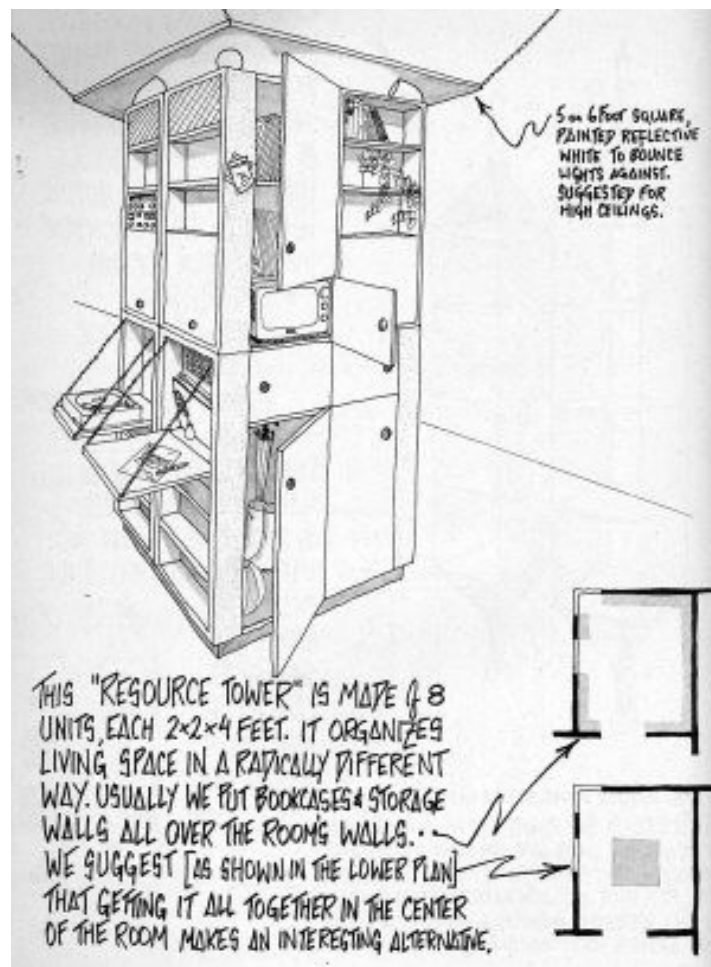 5 or 6 FOOT SQUARE,
PAINTED REFLECTIVE
WHITE TO BOUNCE
LIGHTS AGAINST.
SUGGESTED FOR
HIGH CEILINGS.
THIS "RESOURCE TOWER" IS MADE of 8
UNITS, EACH 2×2×4 FEET. IT ORGANIZES
LIVING SPACE IN A RADICALLY DIFFERENT
WAY. USUALLY WE PUT BOOKCASES & STORAGE
WALLS ALL OVER THE ROOM'S WALLS...
WE SUGGEST [AS SHOWN IN THE LOWER PLAN]
THAT GETTING IT ALL TOGETHER IN THE CENTER
OF THE ROOM MAKES AN INTERESTING ALTERNATIVE.